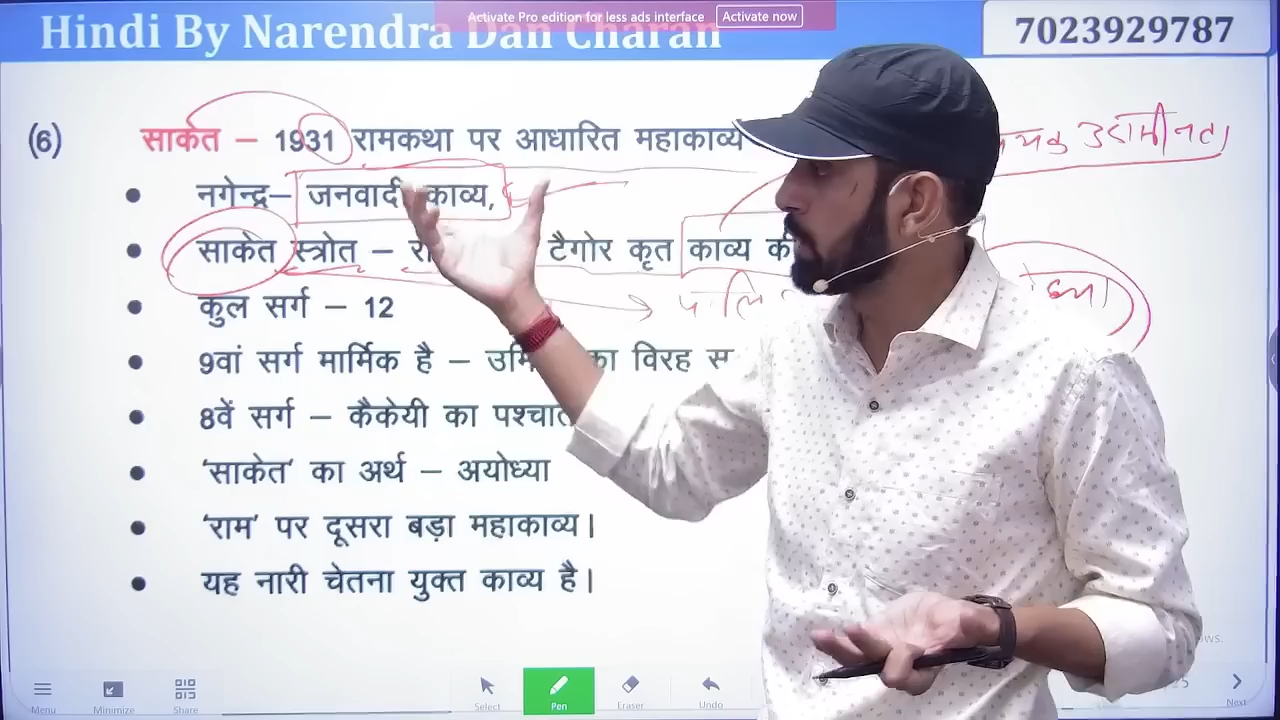 Activate Pro edition for less ads interface Activate now
Hindi By Narendra Dan Charan 7023929787
(6) साकेत – 1931 रामकथा पर आधारित महाकाव्य
नगेन्द्र– जनवादी काव्य,
साकेत स्त्रोत – टैगोर कृत काव्य
कुल सर्ग – 12
9वां सर्ग मार्मिक है – का विरह
8वें सर्ग – कैकेयी का
'साकेत' का अर्थ – अयोध्या
'राम' पर दूसरा बड़ा महाकाव्य।
यह नारी चेतना युक्त काव्य है।
Menu Minimize Share Select Pen Eraser Undo Next